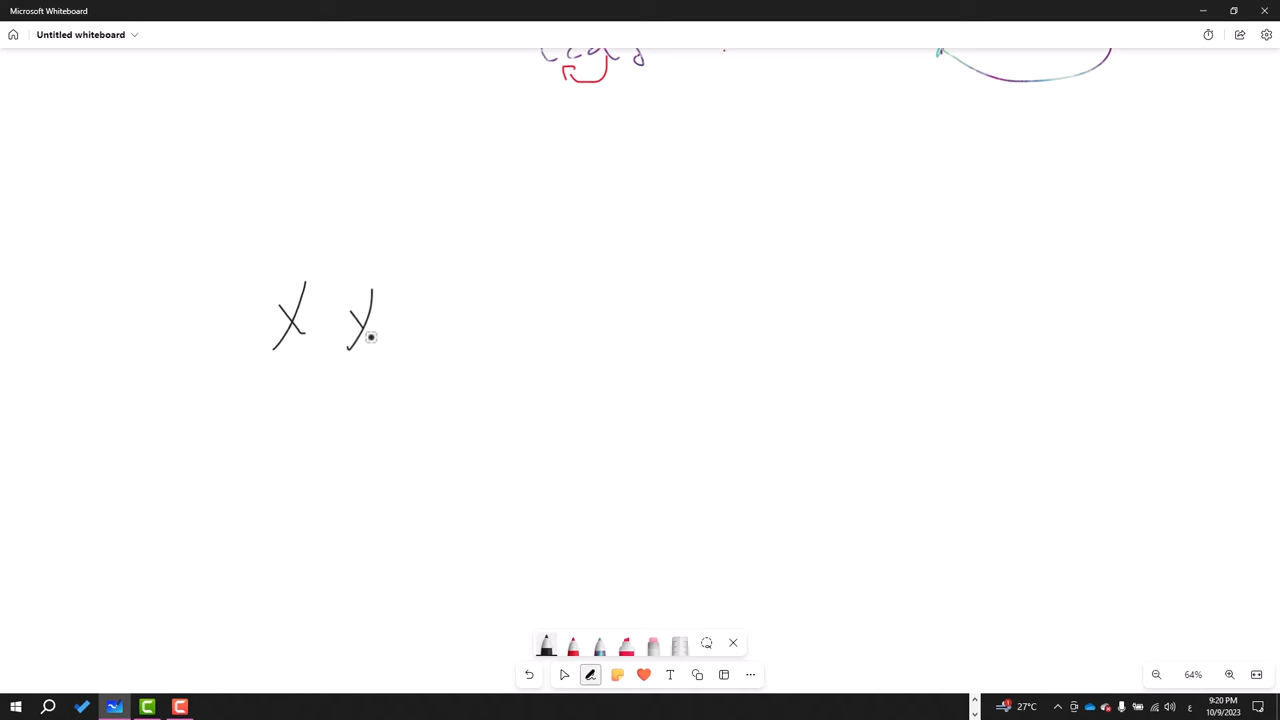 Microsoft Whiteboard
Untitled whiteboard
x y
64%
27°C
ع
9:20 PM
10/9/2023